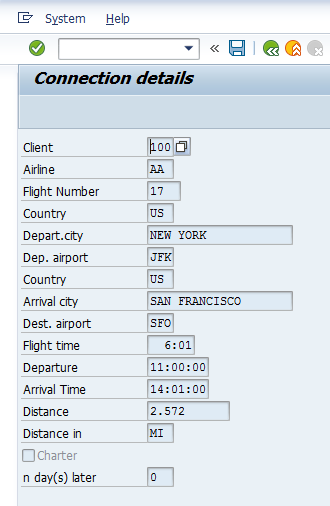 System Help
Connection details
Client 100
Airline AA
Flight Number 17
Country US
Depart.city NEW YORK
Dep. airport JFK
Country US
Arrival city SAN FRANCISCO
Dest. airport SFO
Flight time 6:01
Departure 11:00:00
Arrival Time 14:01:00
Distance 2.572
Distance in MI
Charter
n day(s) later 0